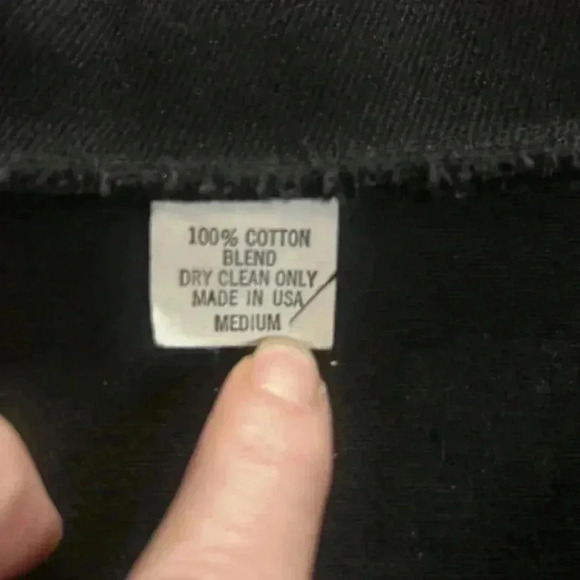 100% COTTON
BLEND
DRY CLEAN ONLY
MADE IN USA
MEDIUM